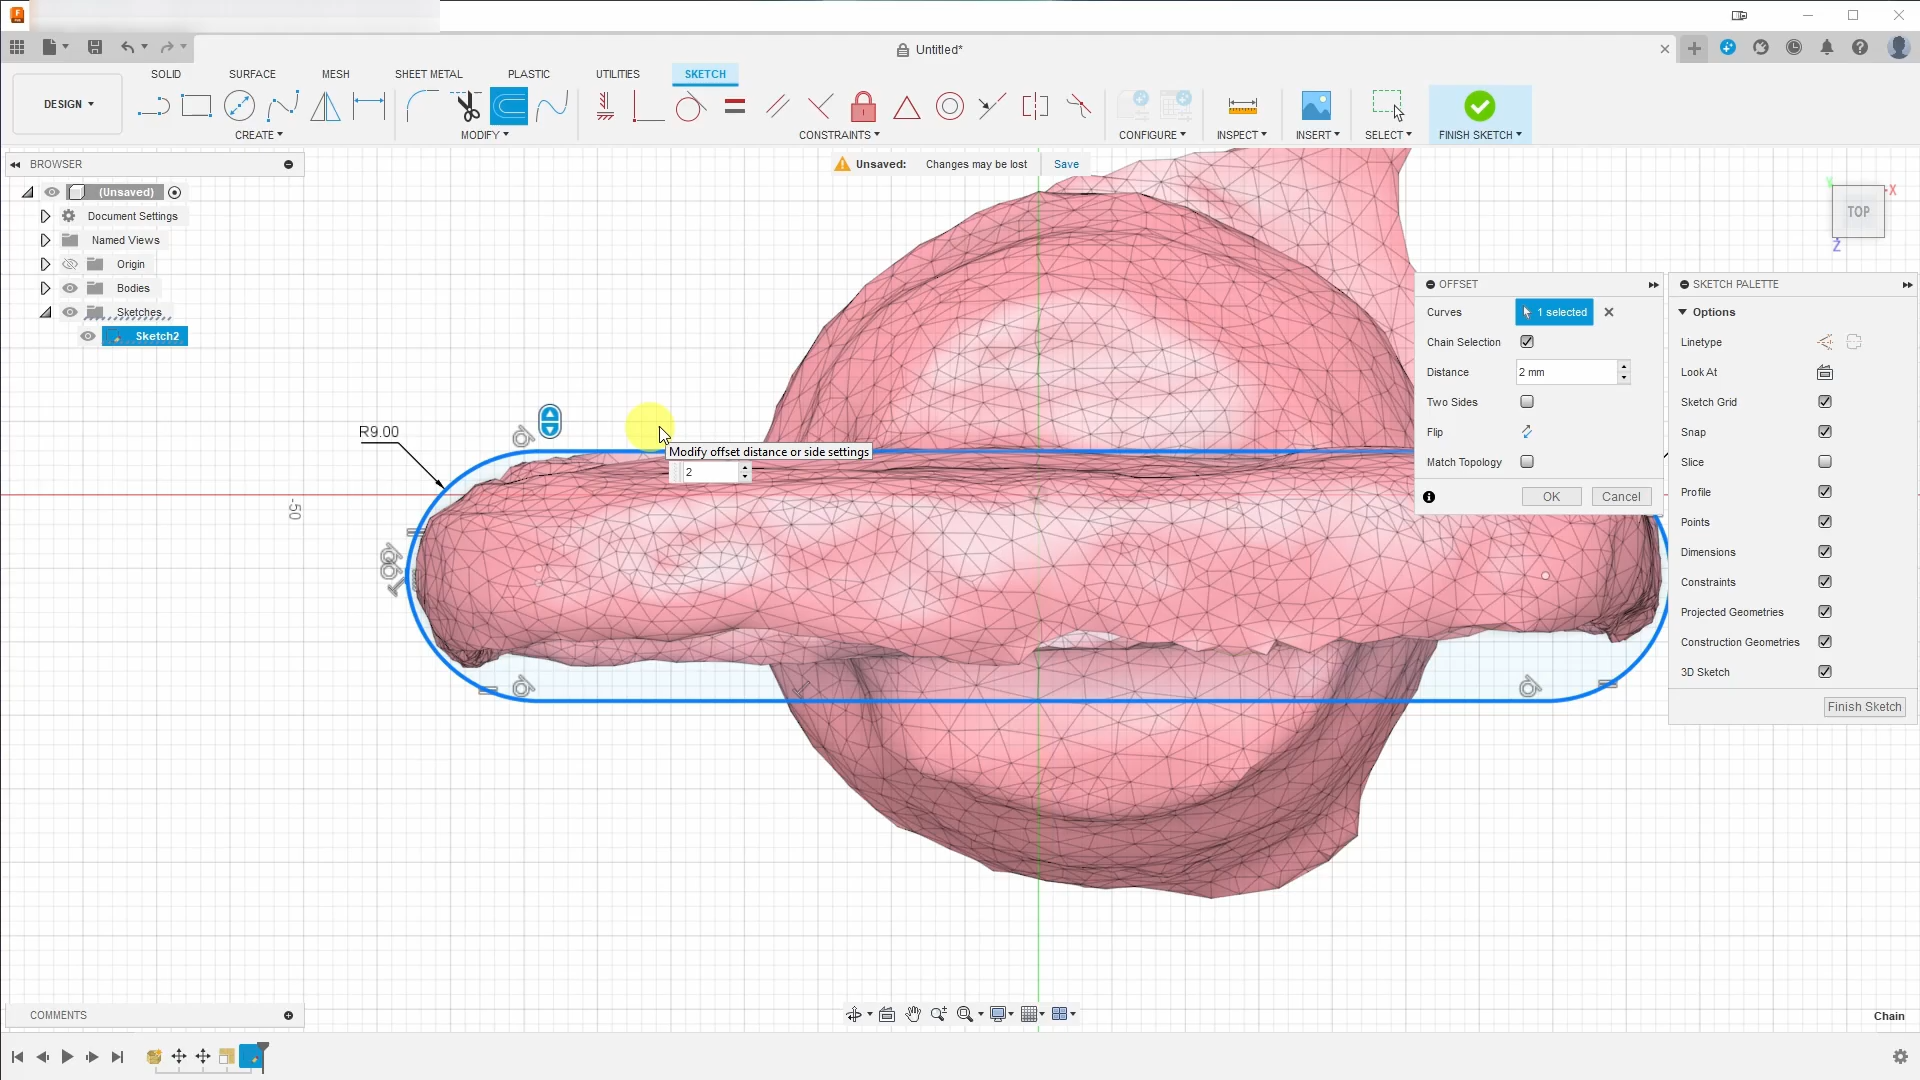 Untitled*
SOLID
SURFACE
MESH
SHEET METAL
PLASTIC
UTILITIES
SKETCH
DESIGN
CREATE
MODIFY
CONSTRAINTS
CONFIGURE
INSPECT
INSERT
SELECT
FINISH SKETCH
BROWSER
Unsaved: Changes may be lost Save
(Unsaved)
Document Settings
Named Views
Origin
Bodies
Sketches
Sketch2
TOP
X
Y
Z
OFFSET
Curves 1 selected
Chain Selection
Distance 2 mm
Two Sides
Flip
Match Topology
OK Cancel
SKETCH PALETTE
Options
Linetype
Look At
Sketch Grid
Snap
Slice
Profile
Points
Dimensions
Constraints
Projected Geometries
Construction Geometries
3D Sketch
Finish Sketch
R9.00
Modify offset distance or side settings
2
-50
COMMENTS
Chain